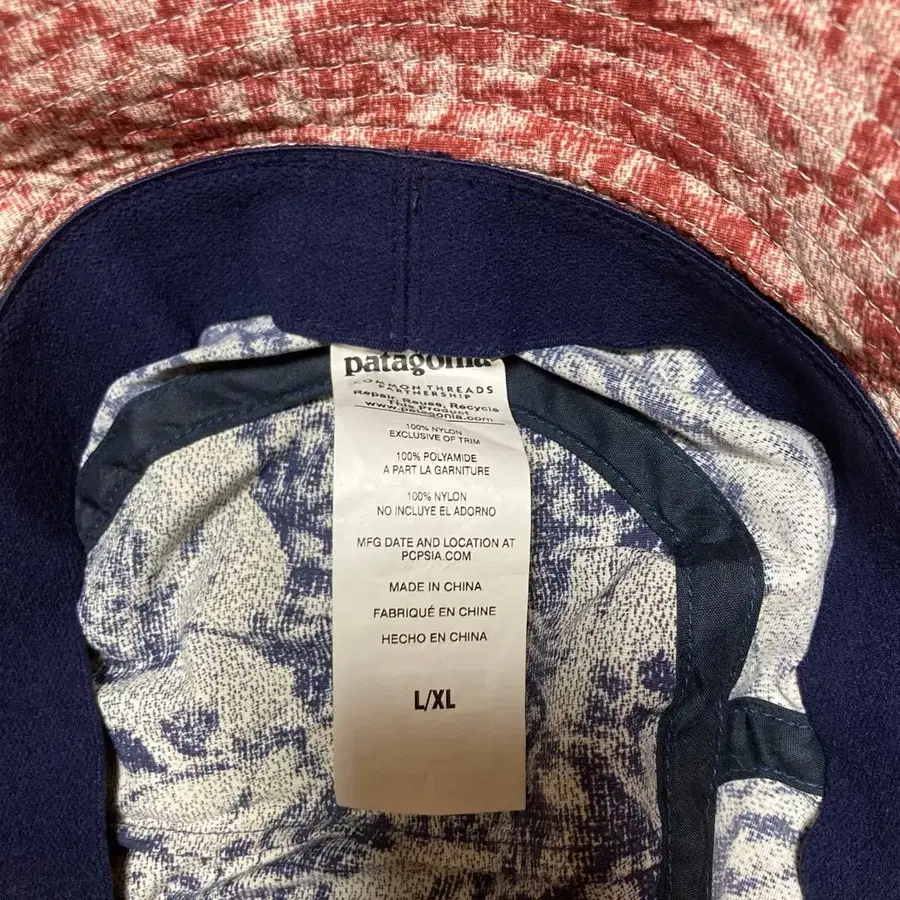 patagonia
COMMON THREADS
PARTNERSHIP
Repair, Reuse, Recycle
This Product
www.patagonia.com
100% NYLON
EXCLUSIVE OF TRIM
100% POLYAMIDE
A PART LA GARNITURE
100% NYLON
NO INCLUYE EL ADORNO
MFG DATE AND LOCATION AT
PCPSIA.COM
MADE IN CHINA
FABRIQUÉ EN CHINE
HECHO EN CHINA
L/XL